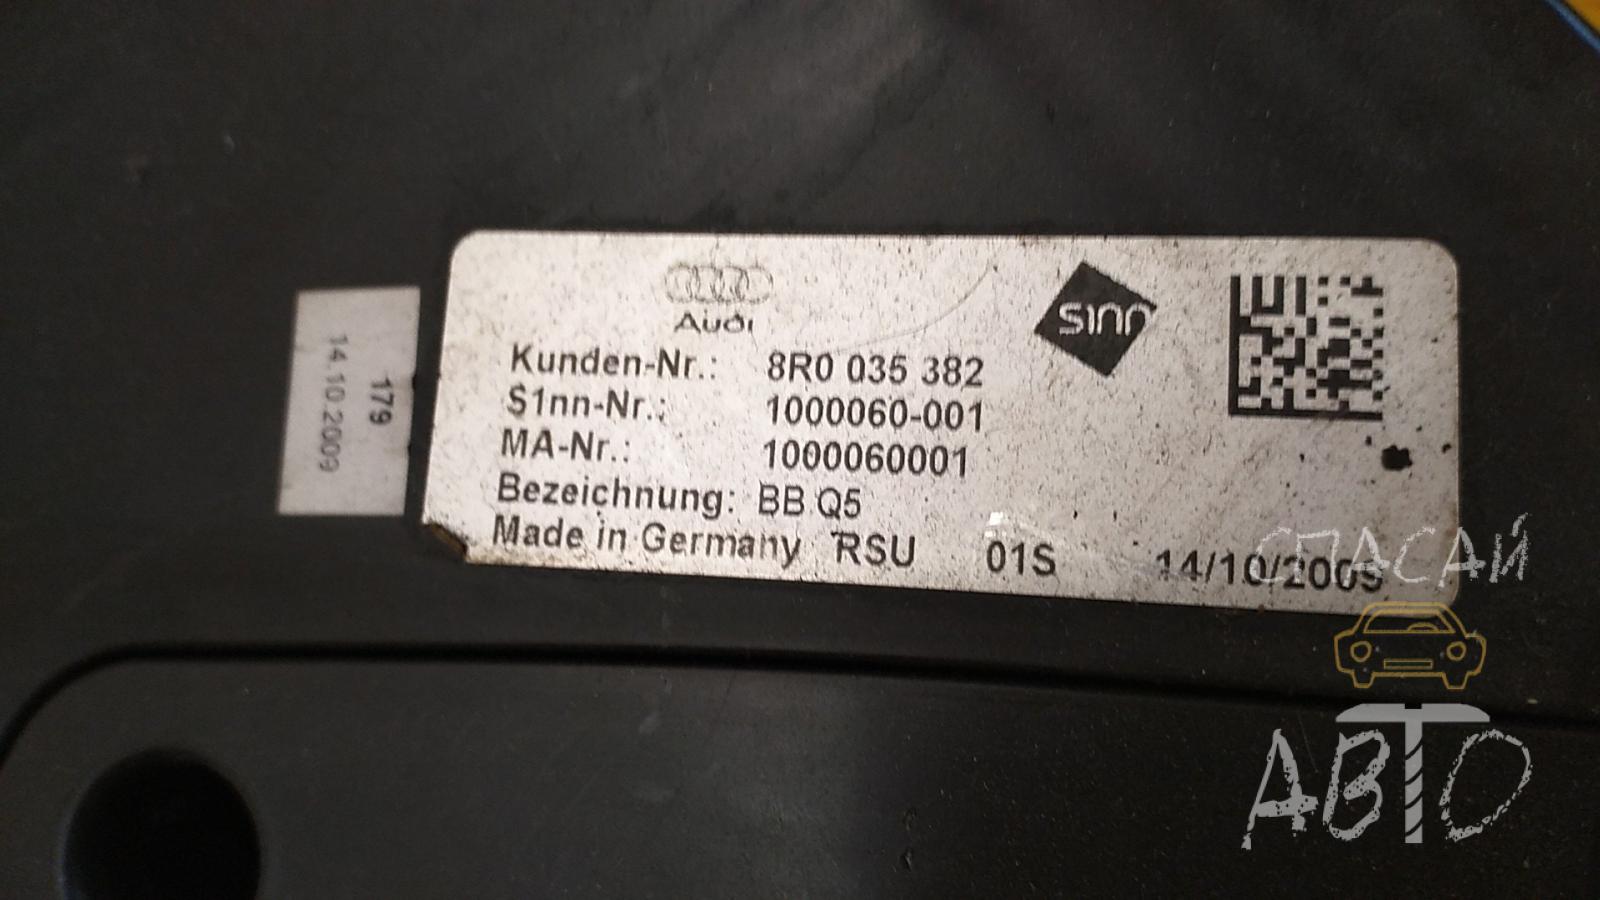 Audi
s1nn
Kunden-Nr.: 8R0 035 382
S1nn-Nr.: 1000060-001
MA-Nr.: 1000060001
Bezeichnung: BB Q5
Made in Germany RSU 01S 14/10/2009
179
14.10.2009
СПАСАЙ
АВТО